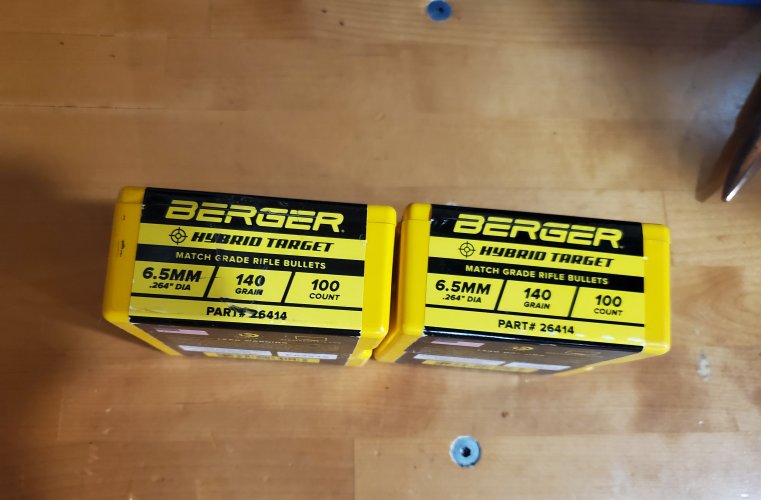 BERGER
HYBRID TARGET
MATCH GRADE RIFLE BULLETS
6.5MM
.264" DIA
140
GRAIN
100
COUNT
PART# 26414
BERGER
HYBRID TARGET
MATCH GRADE RIFLE BULLETS
6.5MM
.264" DIA
140
GRAIN
100
COUNT
PART# 26414